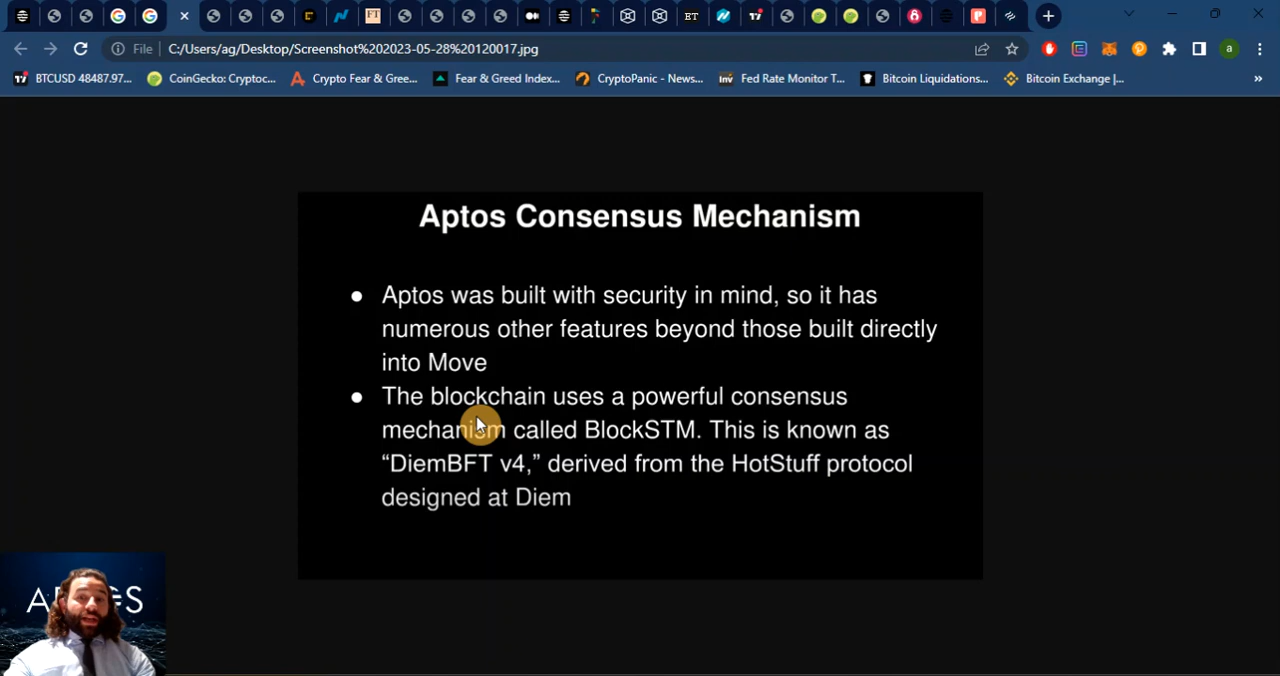 File
C:/Users/ag/Desktop/Screenshot%202023-05-28%20120017.jpg
a
BTCUSD 48487.97...
CoinGecko: Cryptoc...
Crypto Fear & Gree...
Fear & Greed Index...
CryptoPanic - News...
Fed Rate Monitor T...
Bitcoin Liquidations...
Bitcoin Exchange |...
»
Aptos Consensus Mechanism
● Aptos was built with security in mind, so it has
numerous other features beyond those built directly
into Move
● The blockchain uses a powerful consensus
mechanism called BlockSTM. This is known as
“DiemBFT v4,” derived from the HotStuff protocol
designed at Diem